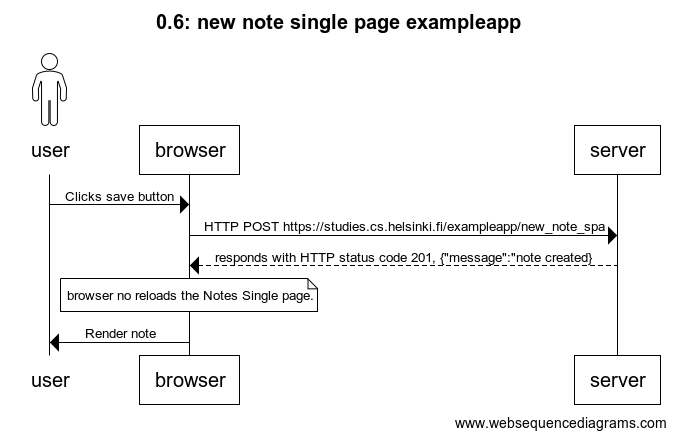 0.6: new note single page exampleapp
user
browser
server
Clicks save button
HTTP POST https://studies.cs.helsinki.fi/exampleapp/new_note_spa
responds with HTTP status code 201, {"message":"note created}
browser no reloads the Notes Single page.
Render note
user
browser
server
www.websequencediagrams.com